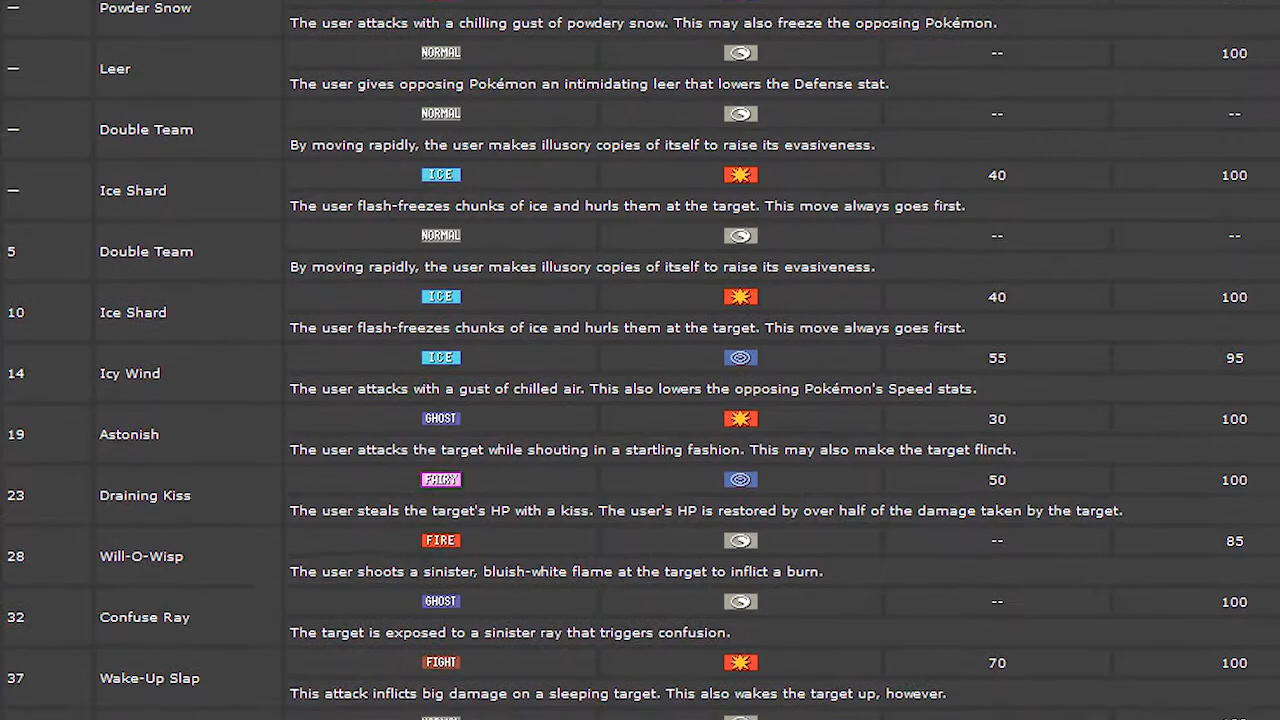 — Powder Snow
The user attacks with a chilling gust of powdery snow. This may also freeze the opposing Pokémon.
— Leer NORMAL -- 100
The user gives opposing Pokémon an intimidating leer that lowers the Defense stat.
— Double Team NORMAL -- --
By moving rapidly, the user makes illusory copies of itself to raise its evasiveness.
— Ice Shard ICE 40 100
The user flash-freezes chunks of ice and hurls them at the target. This move always goes first.
5 Double Team NORMAL -- --
By moving rapidly, the user makes illusory copies of itself to raise its evasiveness.
10 Ice Shard ICE 40 100
The user flash-freezes chunks of ice and hurls them at the target. This move always goes first.
14 Icy Wind ICE 55 95
The user attacks with a gust of chilled air. This also lowers the opposing Pokémon's Speed stats.
19 Astonish GHOST 30 100
The user attacks the target while shouting in a startling fashion. This may also make the target flinch.
23 Draining Kiss FAIRY 50 100
The user steals the target's HP with a kiss. The user's HP is restored by over half of the damage taken by the target.
28 Will-O-Wisp FIRE -- 85
The user shoots a sinister, bluish-white flame at the target to inflict a burn.
32 Confuse Ray GHOST -- 100
The target is exposed to a sinister ray that triggers confusion.
37 Wake-Up Slap FIGHT 70 100
This attack inflicts big damage on a sleeping target. This also wakes the target up, however.